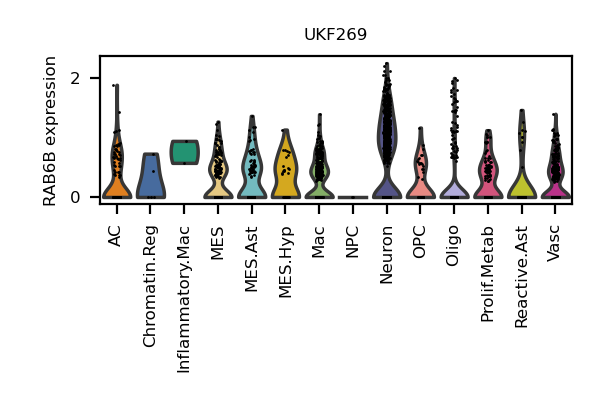 UKF269
RAB6B expression
2
0
AC
Chromatin.Reg
Inflammatory.Mac
MES
MES.Ast
MES.Hyp
Mac
NPC
Neuron
OPC
Oligo
Prolif.Metab
Reactive.Ast
Vasc